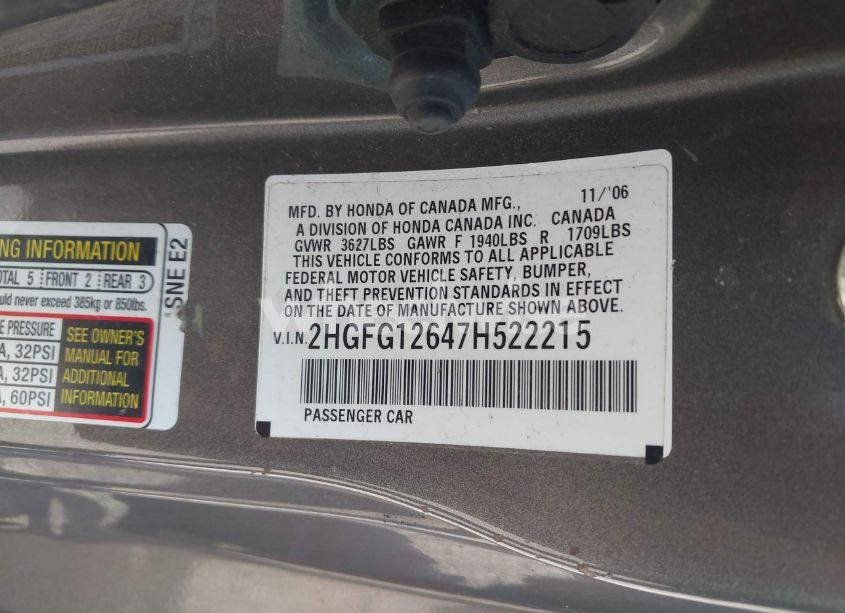 NG INFORMATION
OTAL 5 FRONT 2 REAR 3
uld never exceed 385kg or 850lbs.
E PRESSURE
A, 32PSI
A, 32PSI
A, 60PSI
SEE OWNER'S
MANUAL FOR
ADDITIONAL
INFORMATION
SNE E2
MFD. BY HONDA OF CANADA MFG., 11/'06
A DIVISION OF HONDA CANADA INC. CANADA
GVWR 3627LBS GAWR F 1940LBS R 1709LBS
THIS VEHICLE CONFORMS TO ALL APPLICABLE
FEDERAL MOTOR VEHICLE SAFETY, BUMPER,
AND THEFT PREVENTION STANDARDS IN EFFECT
ON THE DATE OF MANUFACTURE SHOWN ABOVE.
V.I.N. 2HGFG12647H522215
PASSENGER CAR